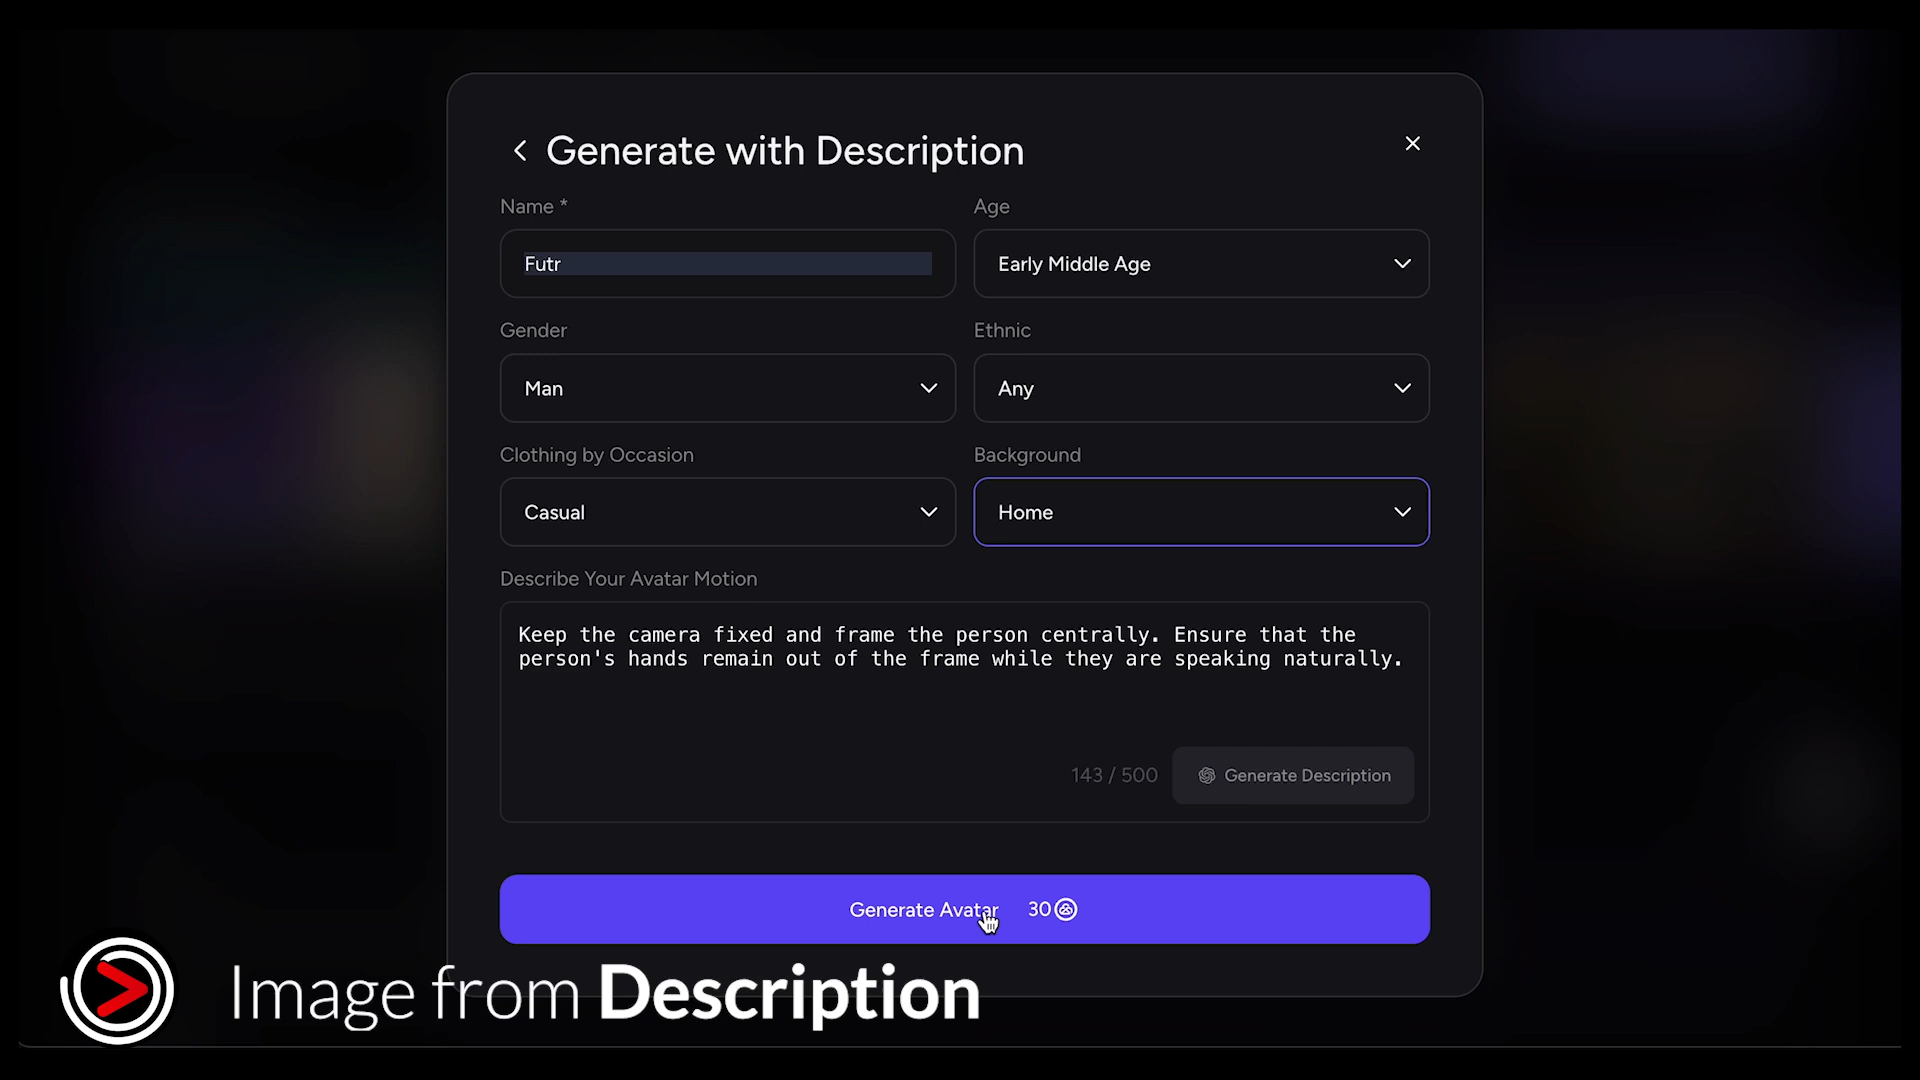 Generate with Description
Name *
Age
Futr
Early Middle Age
Gender
Ethnic
Man
Any
Clothing by Occasion
Background
Casual
Home
Describe Your Avatar Motion
Keep the camera fixed and frame the person centrally. Ensure that the
person's hands remain out of the frame while they are speaking naturally.
143 / 500
Generate Description
Generate Avatar 30
Image from Description